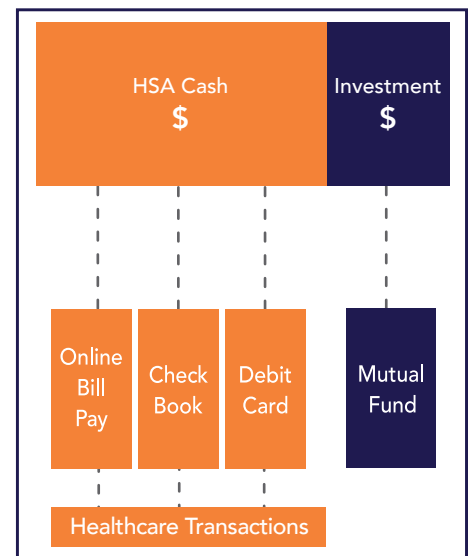 HSA Cash
$
Investment
$
Online
Bill
Pay
Check
Book
Debit
Card
Mutual
Fund
Healthcare Transactions